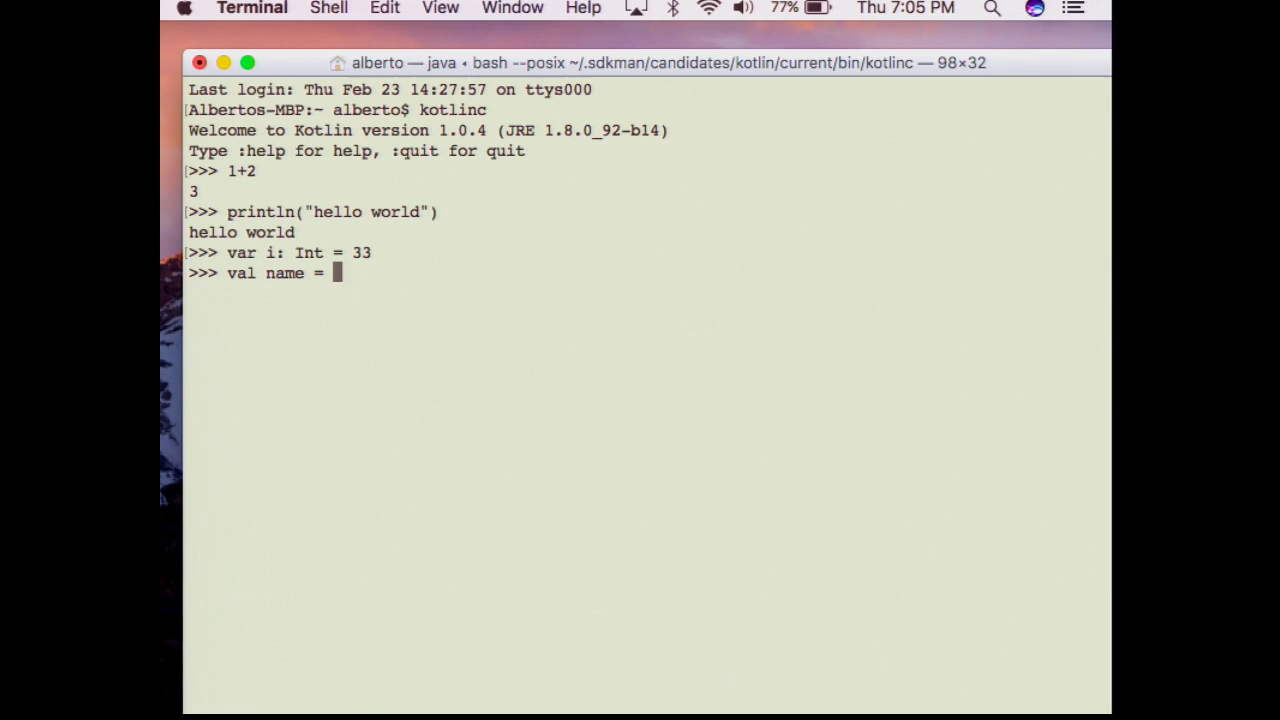 Terminal Shell Edit View Window Help 77% Thu 7:05 PM
alberto — java ◂ bash --posix ~/.sdkman/candidates/kotlin/current/bin/kotlinc — 98×32
Last login: Thu Feb 23 14:27:57 on ttys000
[Albertos-MBP:~ alberto$ kotlinc
Welcome to Kotlin version 1.0.4 (JRE 1.8.0_92-b14)
Type :help for help, :quit for quit
[>>> 1+2
3
[>>> println("hello world")
hello world
[>>> var i: Int = 33
>>> val name =